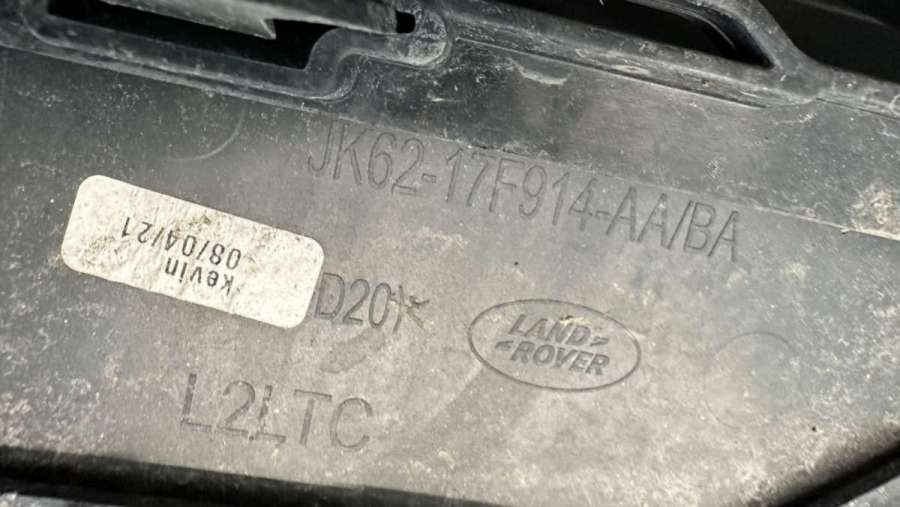 JK62-17F914-AA/BA
kevin
08/04/21
D20
LAND
ROVER
L2LTC